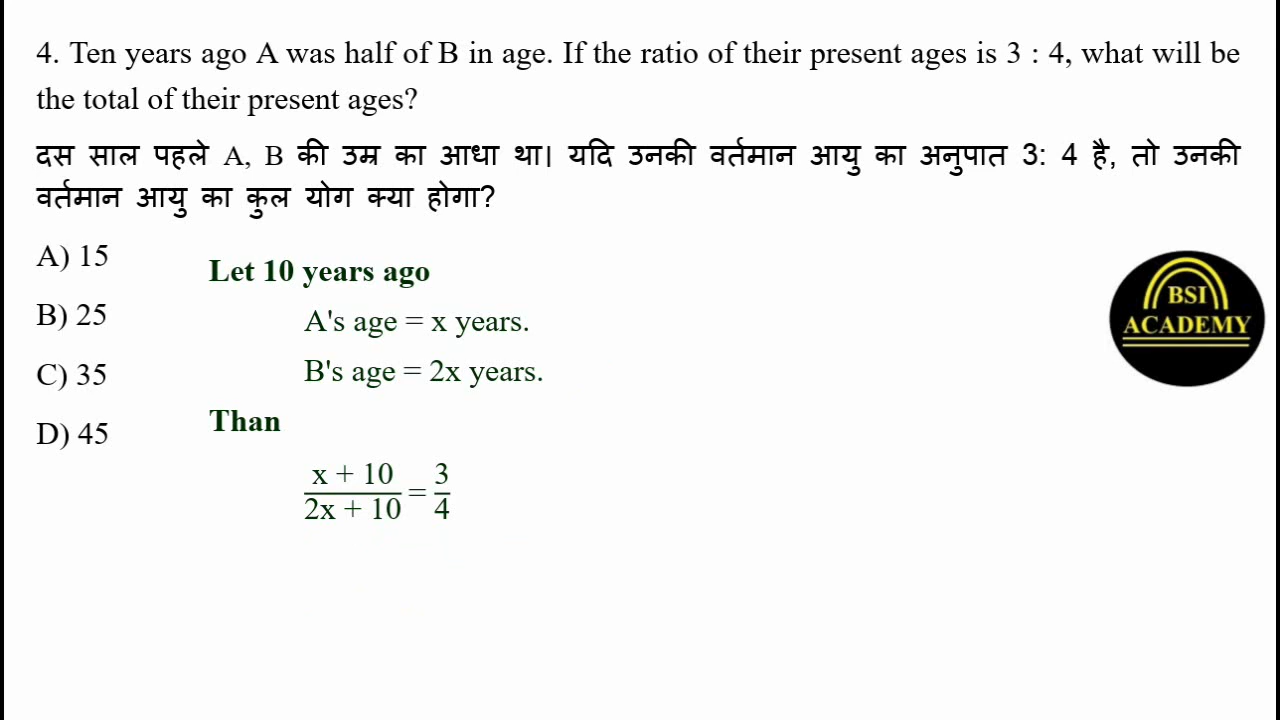 4. Ten years ago A was half of B in age. If the ratio of their present ages is 3 : 4, what will be
the total of their present ages?
दस साल पहले A, B की उम्र का आधा था। यदि उनकी वर्तमान आयु का अनुपात 3: 4 है, तो उनकी
वर्तमान आयु का कुल योग क्या होगा?
A) 15
B) 25
C) 35
D) 45
Let 10 years ago
A's age = x years.
B's age = 2x years.
Than
x + 10 / 2x + 10 = 3 / 4
BSI
ACADEMY